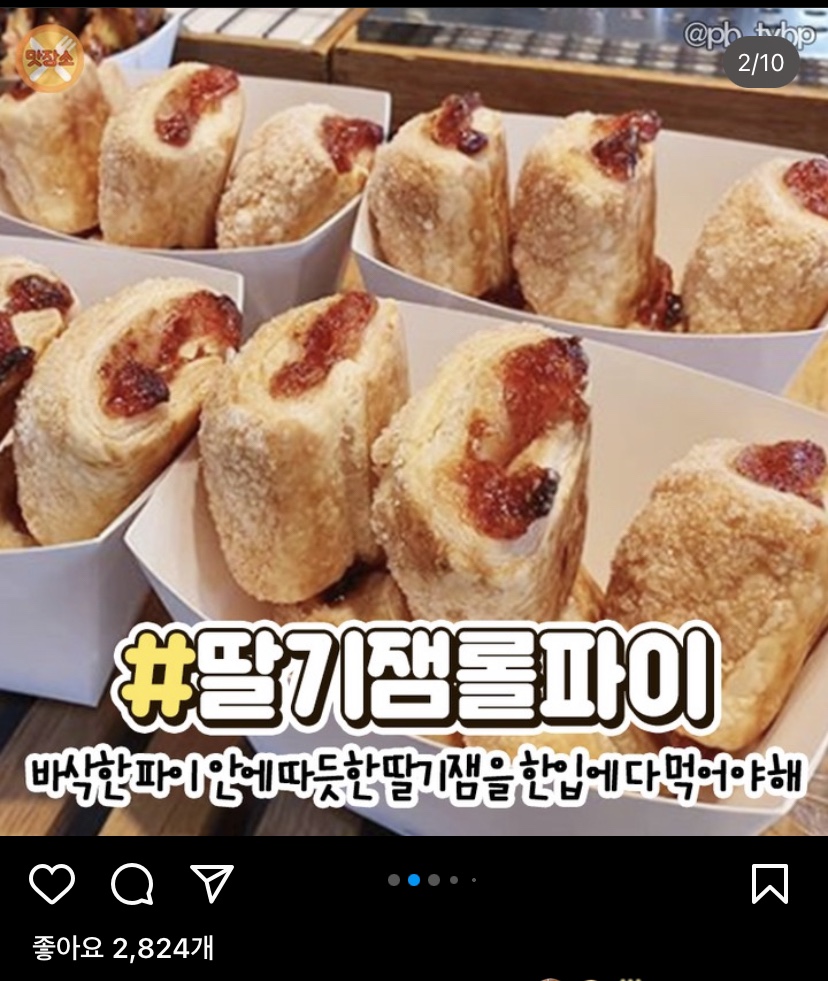 맛장소
@ph_tybp
2/10
#딸기잼롤파이
바삭한 파이 안에 따듯한 딸기잼을 한입에 다 먹어야해
좋아요 2,824개